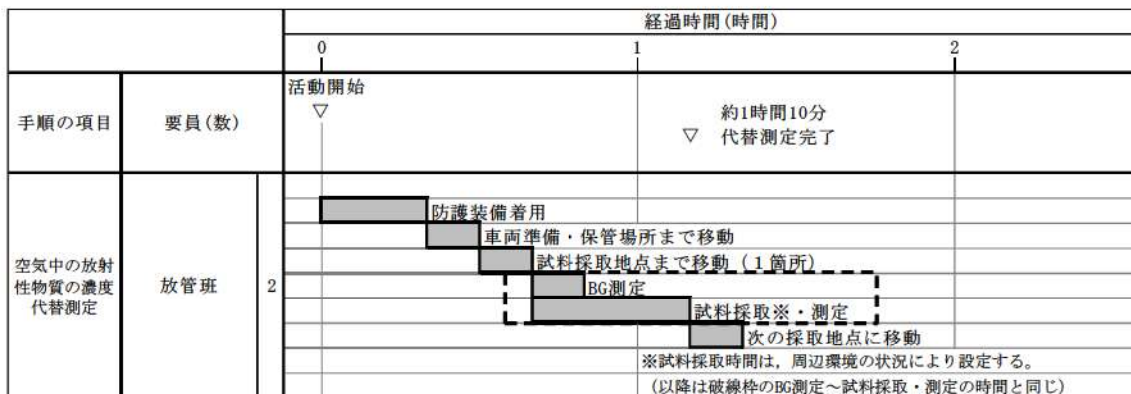 経過時間(時間)
0 1 2
手順の項目
要員(数)
活動開始
▽
約1時間10分
▽ 代替測定完了
空気中の放射
性物質の濃度
代替測定
放管班
2
防護装備着用
車両準備・保管場所まで移動
試料採取地点まで移動（１箇所）
BG測定
試料採取※・測定
次の採取地点に移動
※試料採取時間は，周辺環境の状況により設定する。
（以降は破線枠のBG測定～試料採取・測定の時間と同じ）